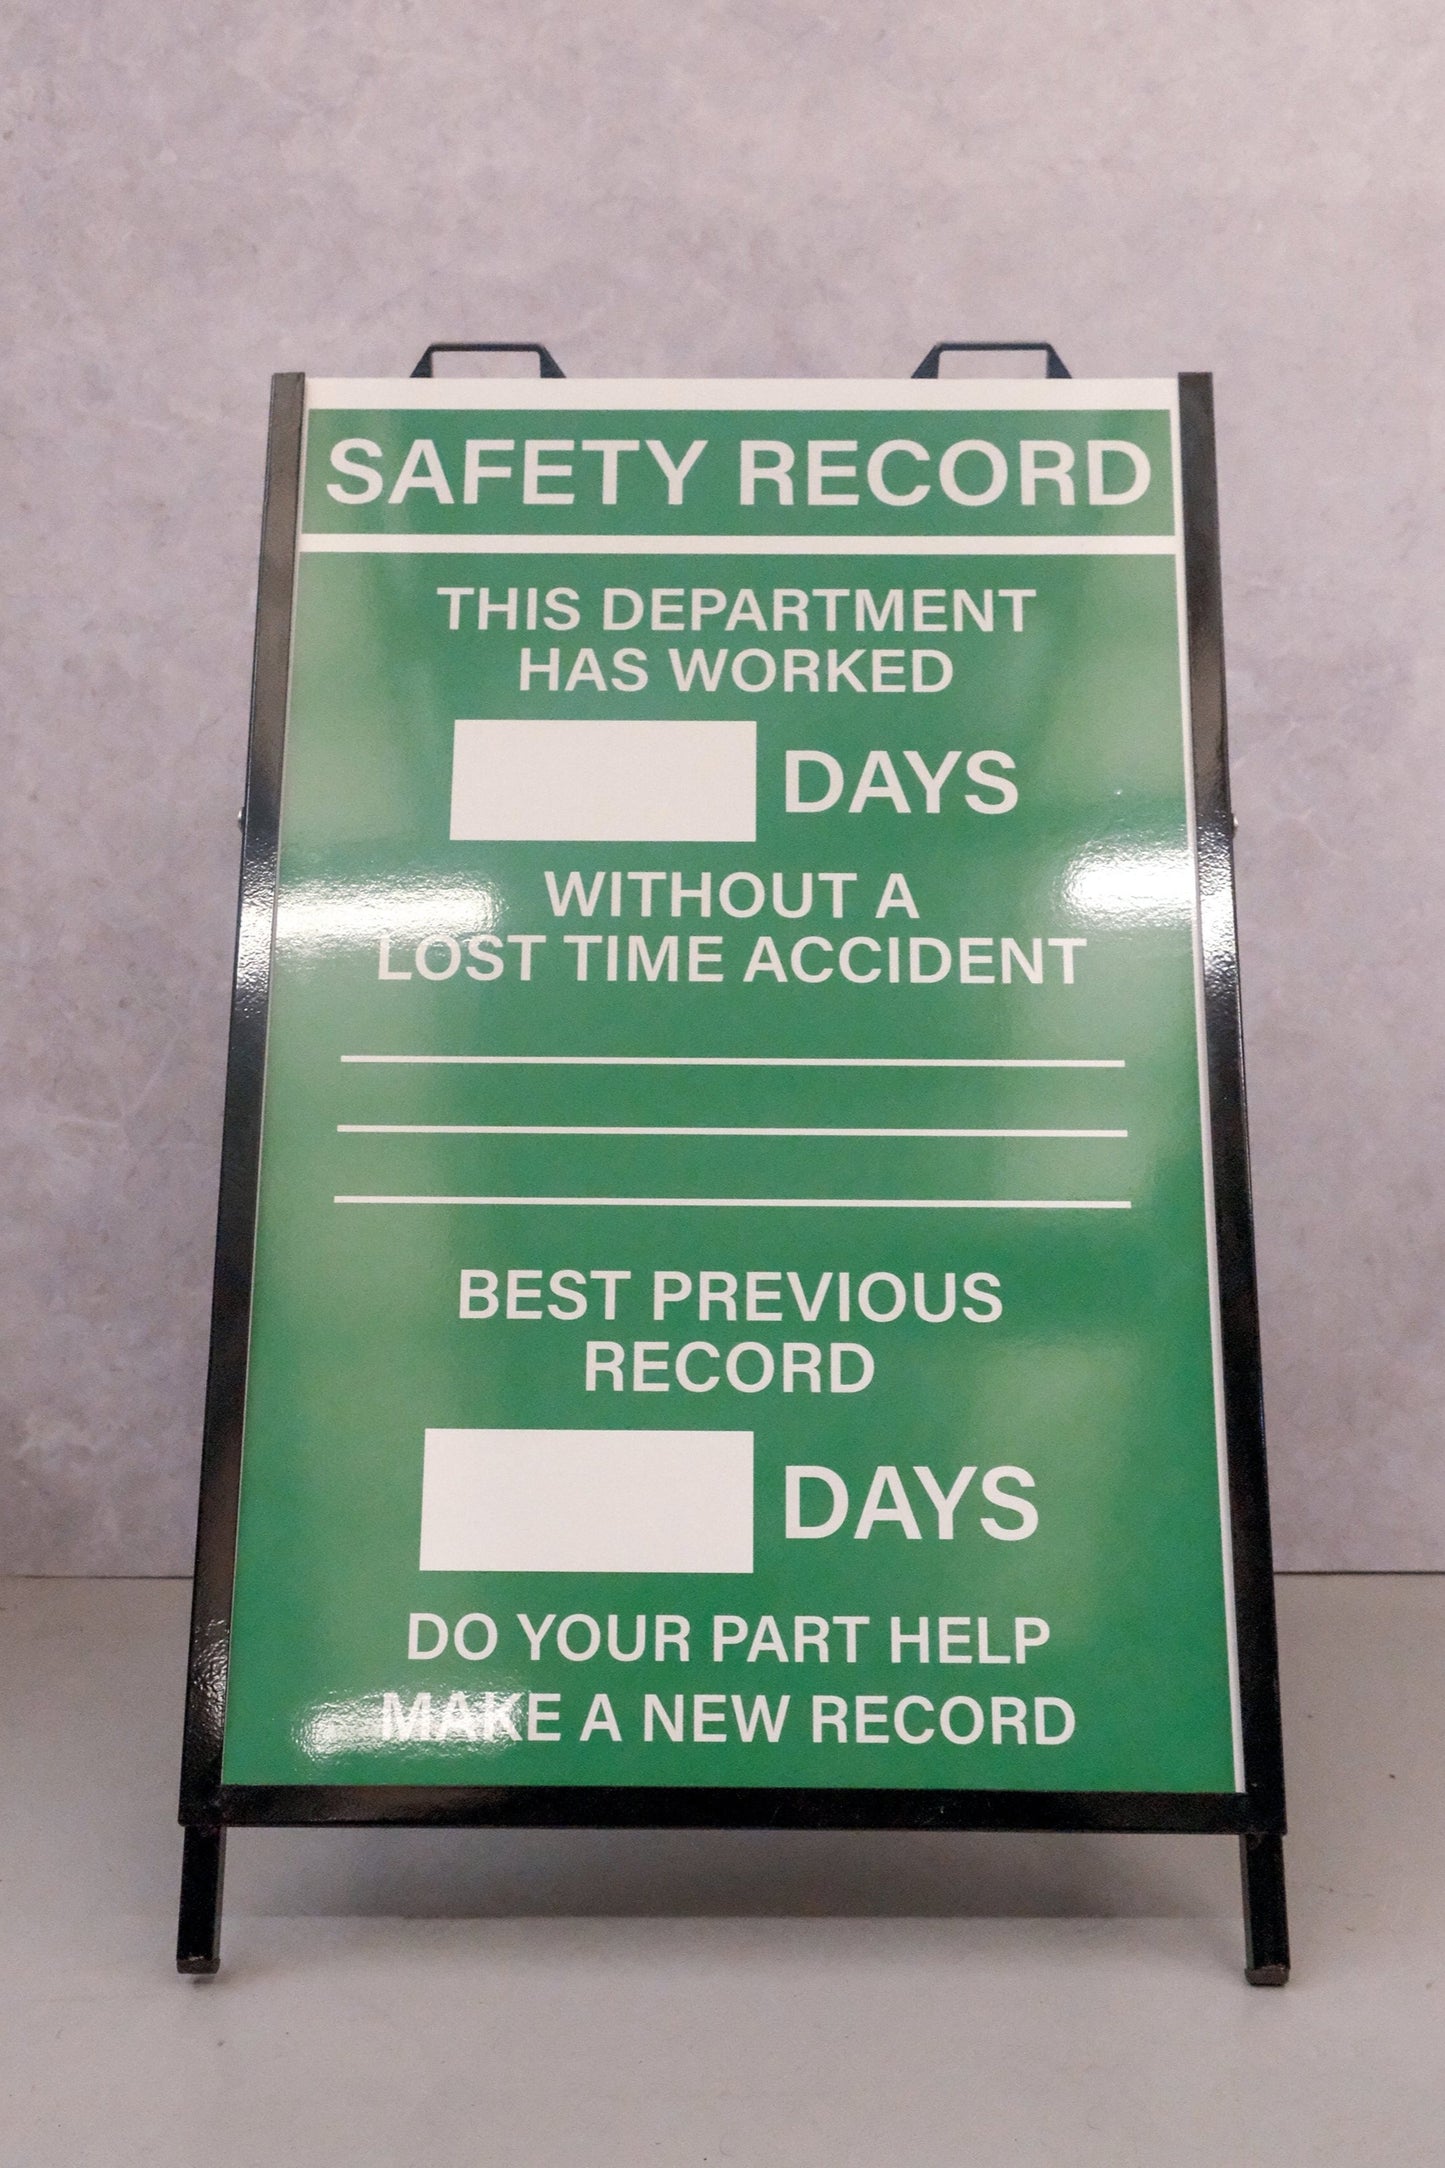 SAFETY RECORD
THIS DEPARTMENT
HAS WORKED
DAYS
WITHOUT A
LOST TIME ACCIDENT
BEST PREVIOUS
RECORD
DAYS
DO YOUR PART HELP
MAKE A NEW RECORD